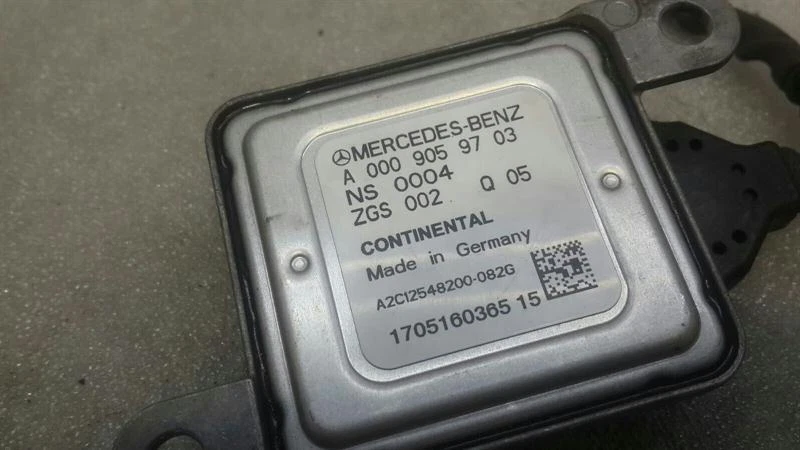 MERCEDES-BENZ
A 000 905 97 03
NS 0004
ZGS 002 Q 05
CONTINENTAL
Made in Germany
A2C12548200-082G
1705160365 15